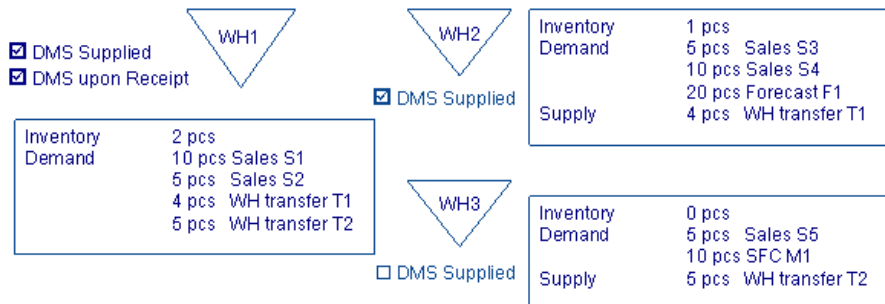 WH1
☑ DMS Supplied
☑ DMS upon Receipt
Inventory 2 pcs
Demand 10 pcs Sales S1
5 pcs Sales S2
4 pcs WH transfer T1
5 pcs WH transfer T2
WH2
☑ DMS Supplied
Inventory 1 pcs
Demand 5 pcs Sales S3
10 pcs Sales S4
20 pcs Forecast F1
Supply 4 pcs WH transfer T1
WH3
☐ DMS Supplied
Inventory 0 pcs
Demand 5 pcs Sales S5
10 pcs SFC M1
Supply 5 pcs WH transfer T2